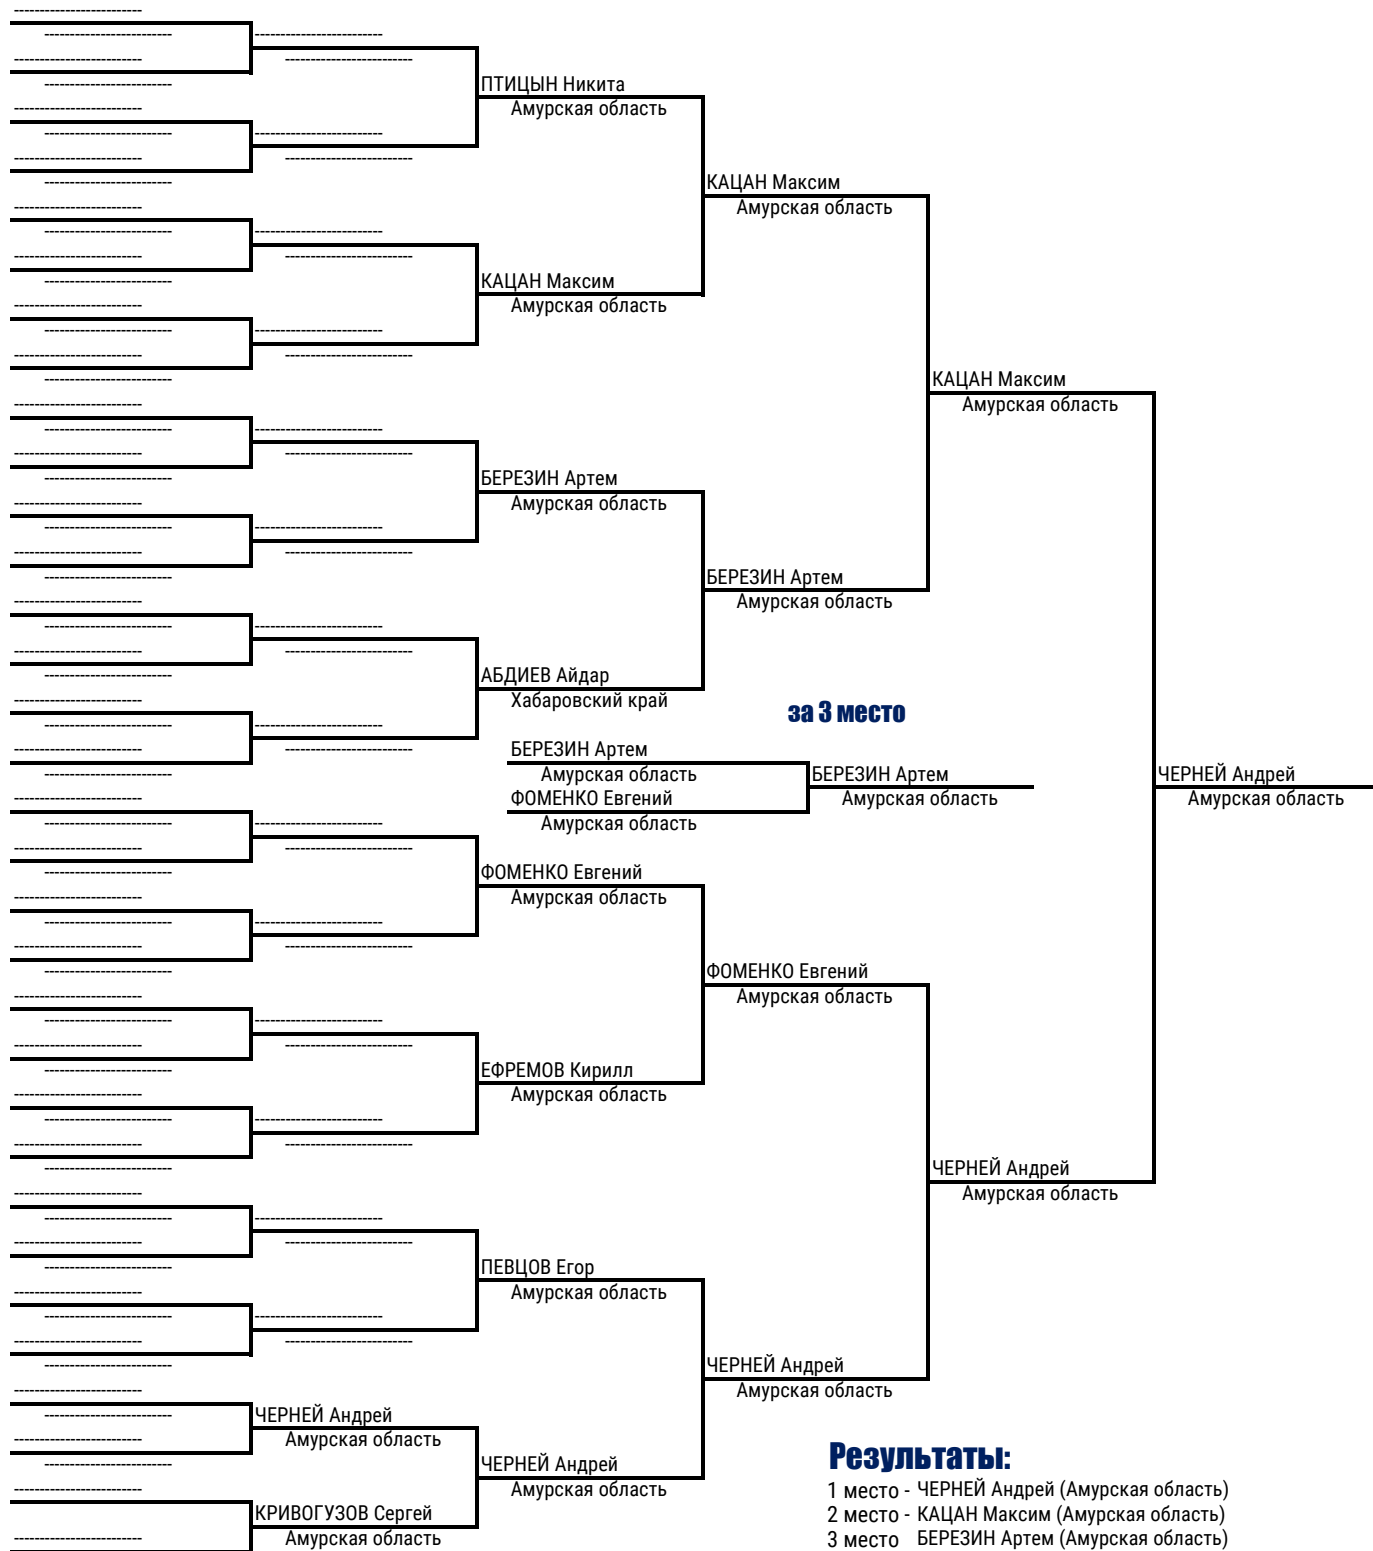 ПТИЦЫН Никита
Амурская область
КАЦАН Максим
Амурская область
КАЦАН Максим
Амурская область
КАЦАН Максим
Амурская область
БЕРЕЗИН Артем
Амурская область
БЕРЕЗИН Артем
Амурская область
АБДИЕВ Айдар
Хабаровский край
за 3 место
БЕРЕЗИН Артем
Амурская область
БЕРЕЗИН Артем
Амурская область
ФОМЕНКО Евгений
Амурская область
ЧЕРНЕЙ Андрей
Амурская область
ФОМЕНКО Евгений
Амурская область
ФОМЕНКО Евгений
Амурская область
ЕФРЕМОВ Кирилл
Амурская область
ЧЕРНЕЙ Андрей
Амурская область
ПЕВЦОВ Егор
Амурская область
ЧЕРНЕЙ Андрей
Амурская область
ЧЕРНЕЙ Андрей
Амурская область
ЧЕРНЕЙ Андрей
Амурская область
КРИВОГУЗОВ Сергей
Амурская область
Результаты:
1 место - ЧЕРНЕЙ Андрей (Амурская область)
2 место - КАЦАН Максим (Амурская область)
3 место БЕРЕЗИН Артем (Амурская область)